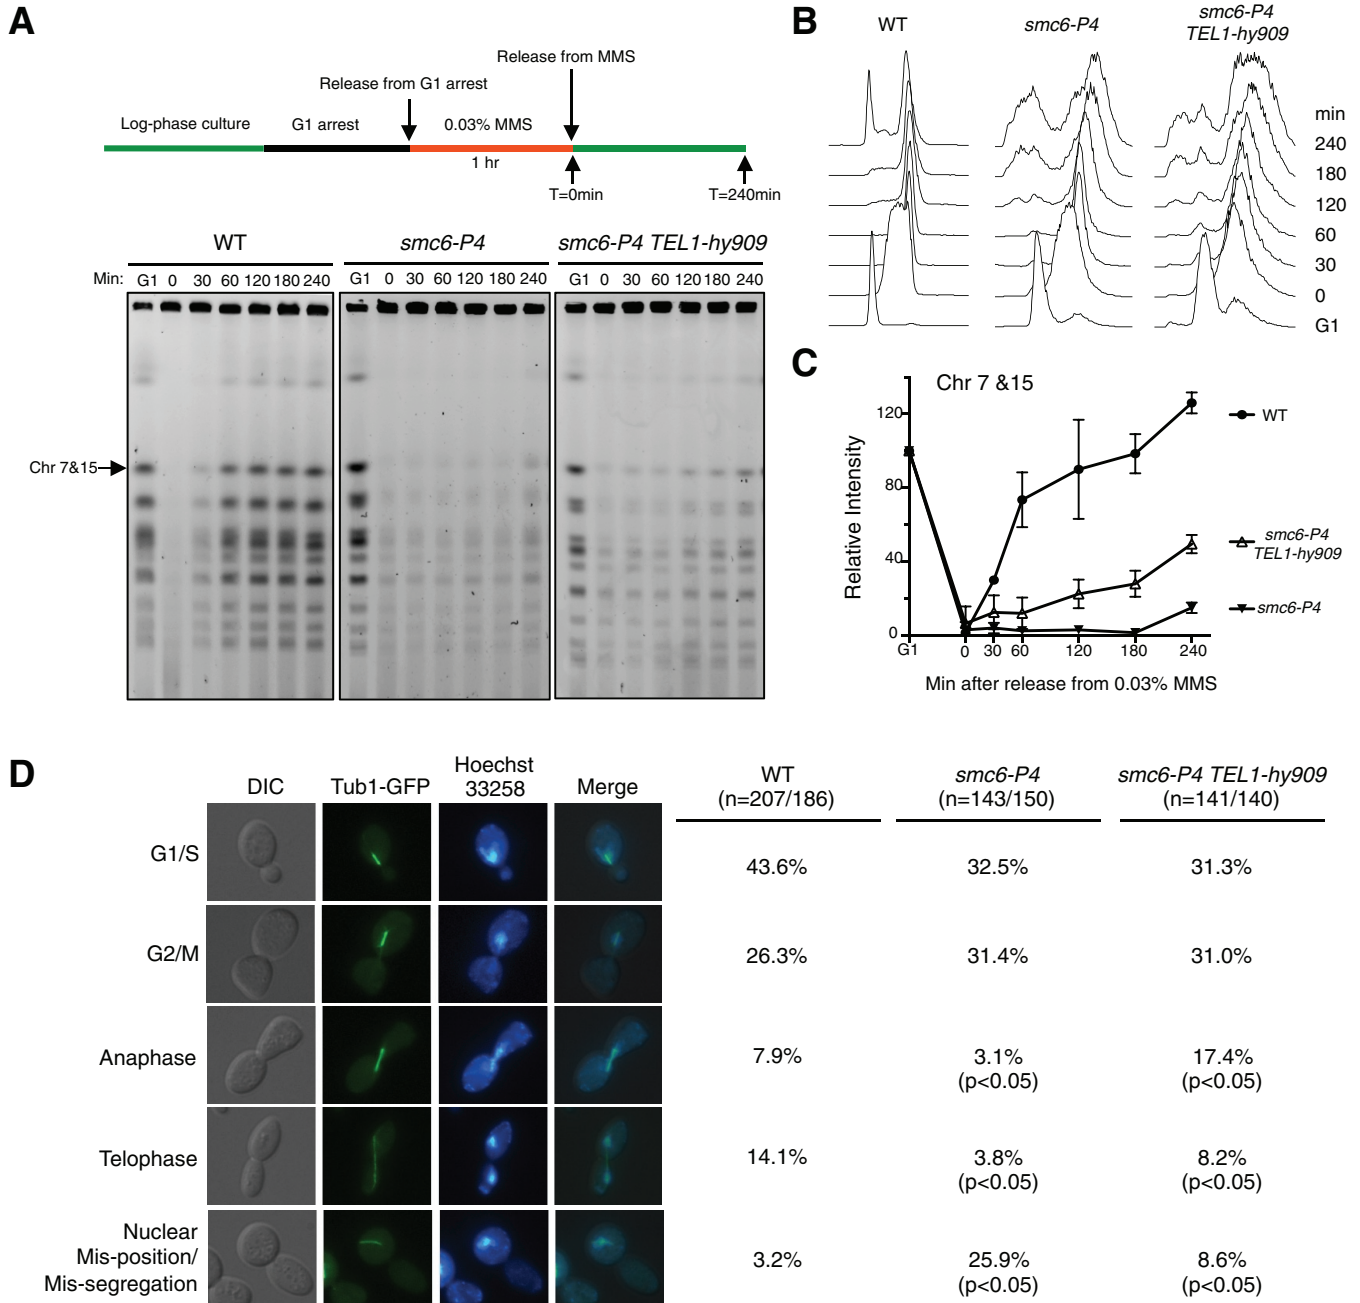 A
Release from MMS
Release from G1 arrest
Log-phase culture
G1 arrest
0.03% MMS
1 hr
T=0min
T=240min
WT
smc6-P4
smc6-P4 TEL1-hy909
Min:
G1 0 30 60 120 180 240
G1 0 30 60 120 180 240
G1 0 30 60 120 180 240
Chr 7&15
B
WT
smc6-P4
smc6-P4
TEL1-hy909
min
240
180
120
60
30
0
G1
C
Chr 7 &15
Relative Intensity
120
80
40
0
G1 0 30 60 120 180 240
Min after release from 0.03% MMS
WT
smc6-P4
TEL1-hy909
smc6-P4
D
DIC
Tub1-GFP
Hoechst
33258
Merge
WT
(n=207/186)
smc6-P4
(n=143/150)
smc6-P4 TEL1-hy909
(n=141/140)
G1/S
43.6%
32.5%
31.3%
G2/M
26.3%
31.4%
31.0%
Anaphase
7.9%
3.1%
(p<0.05)
17.4%
(p<0.05)
Telophase
14.1%
3.8%
(p<0.05)
8.2%
(p<0.05)
Nuclear
Mis-position/
Mis-segregation
3.2%
25.9%
(p<0.05)
8.6%
(p<0.05)